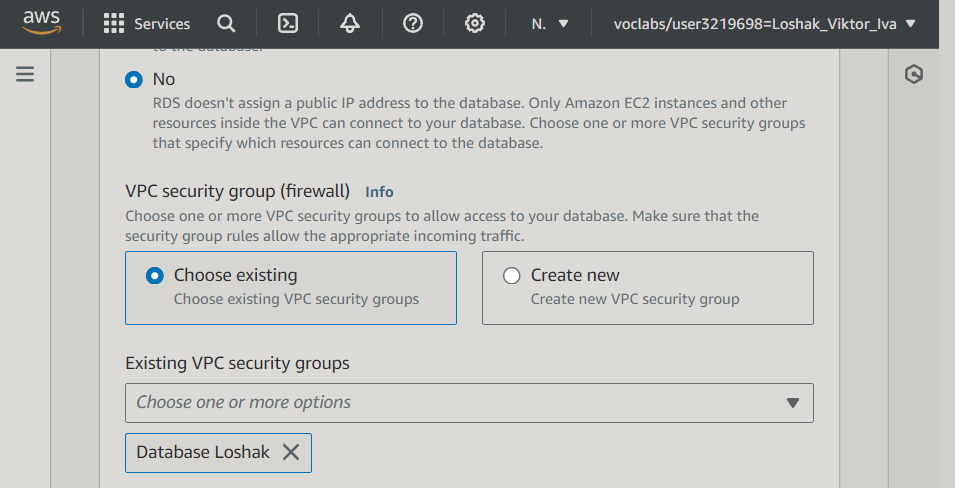 aws
Services
N.
voclabs/user3219698=Loshak_Viktor_Iva
to the database.
No
RDS doesn't assign a public IP address to the database. Only Amazon EC2 instances and other
resources inside the VPC can connect to your database. Choose one or more VPC security groups
that specify which resources can connect to the database.
VPC security group (firewall) Info
Choose one or more VPC security groups to allow access to your database. Make sure that the
security group rules allow the appropriate incoming traffic.
Choose existing
Choose existing VPC security groups
Create new
Create new VPC security group
Existing VPC security groups
Choose one or more options
Database Loshak